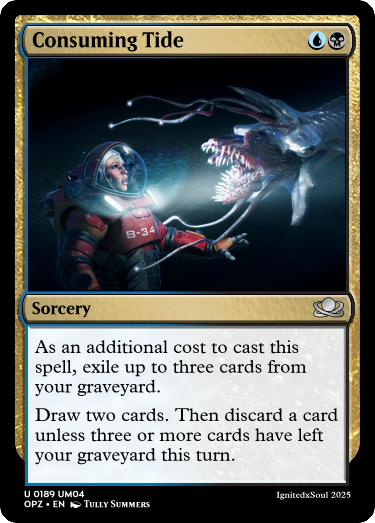 Consuming Tide
B-34
Sorcery
As an additional cost to cast this
spell, exile up to three cards from
your graveyard.
Draw two cards. Then discard a card
unless three or more cards have left
your graveyard this turn.
U 0189 UM04
OPZ • EN Tully Summers
IgnitedxSoul 2025